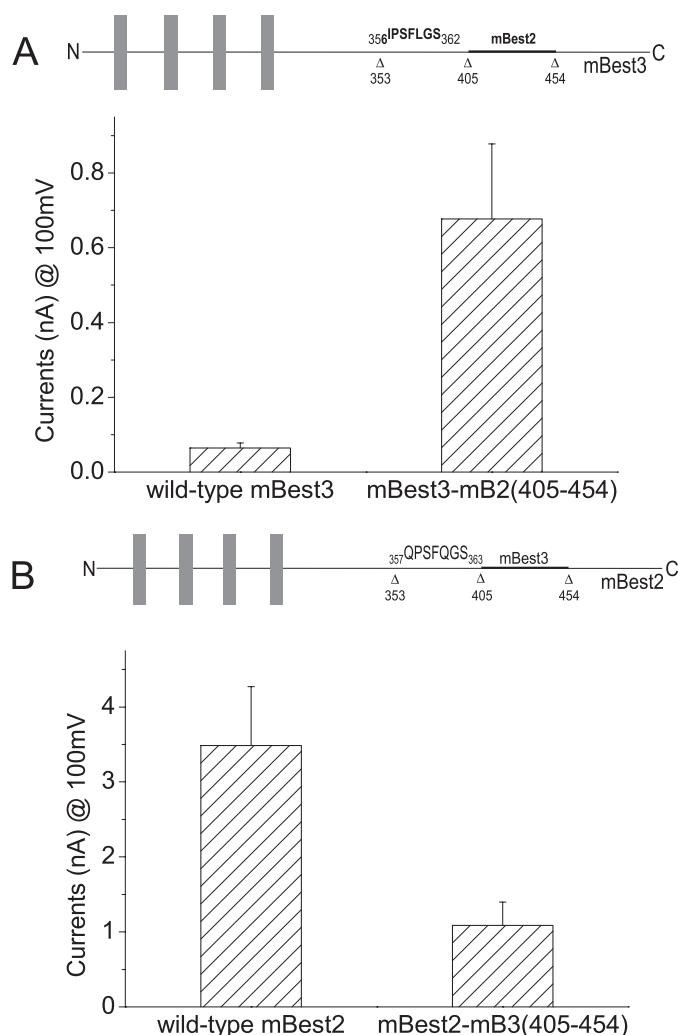 A
N
356IPSFLGS362
mBest2
C
Δ Δ Δ
353 405 454
mBest3
Currents (nA) @ 100mV
0.8
0.6
0.4
0.2
0.0
wild-type mBest3
mBest3-mB2(405-454)
B
N
357QPSFQGS363
mBest3
C
Δ Δ Δ
353 405 454
mBest2
Currents (nA) @ 100mV
4
3
2
1
0
wild-type mBest2
mBest2-mB3(405-454)